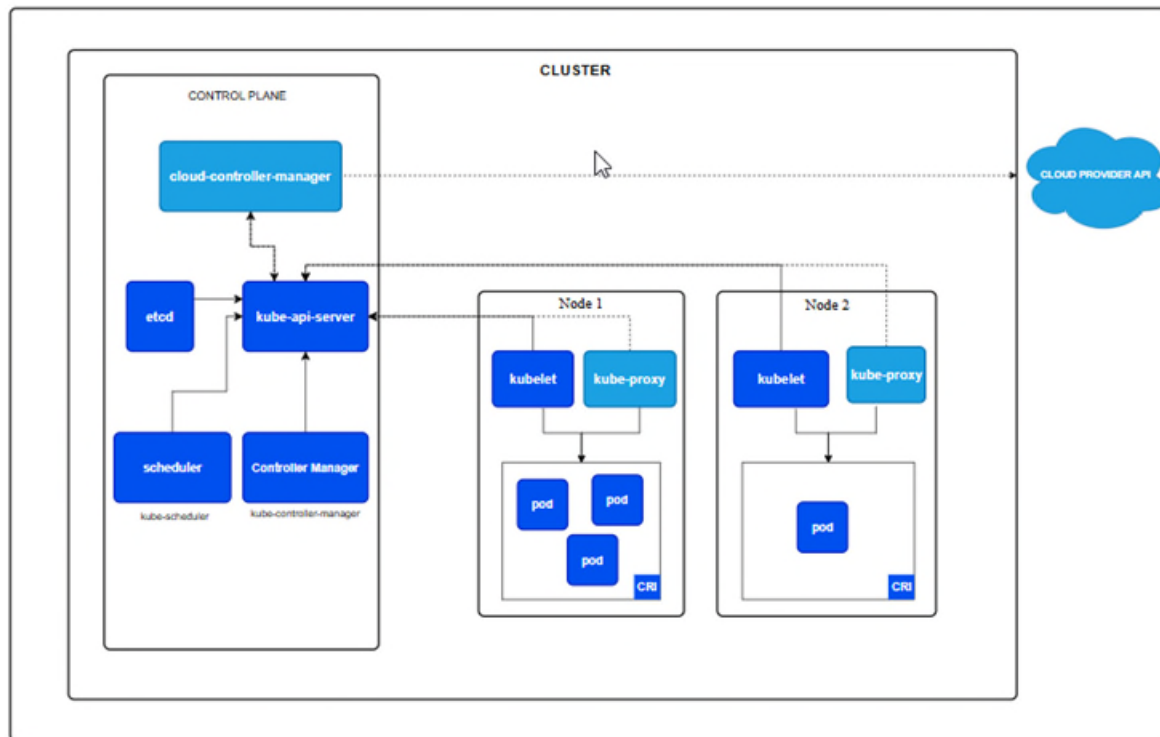 CLUSTER
CONTROL PLANE
cloud-controller-manager
CLOUD PROVIDER API
etcd
kube-api-server
scheduler
kube-scheduler
Controller Manager
kube-controller-manager
Node 1
kubelet
kube-proxy
pod
pod
pod
CRI
Node 2
kubelet
kube-proxy
pod
CRI